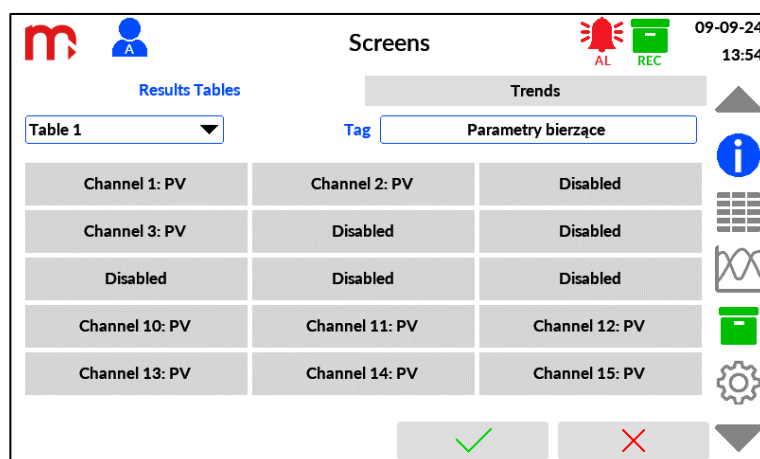 A
Screens
AL
REC
09-09-24
13:54
Results Tables
Trends
Table 1
Tag
Parametry bierzące
Channel 1: PV
Channel 2: PV
Disabled
Channel 3: PV
Disabled
Disabled
Disabled
Disabled
Disabled
Channel 10: PV
Channel 11: PV
Channel 12: PV
Channel 13: PV
Channel 14: PV
Channel 15: PV